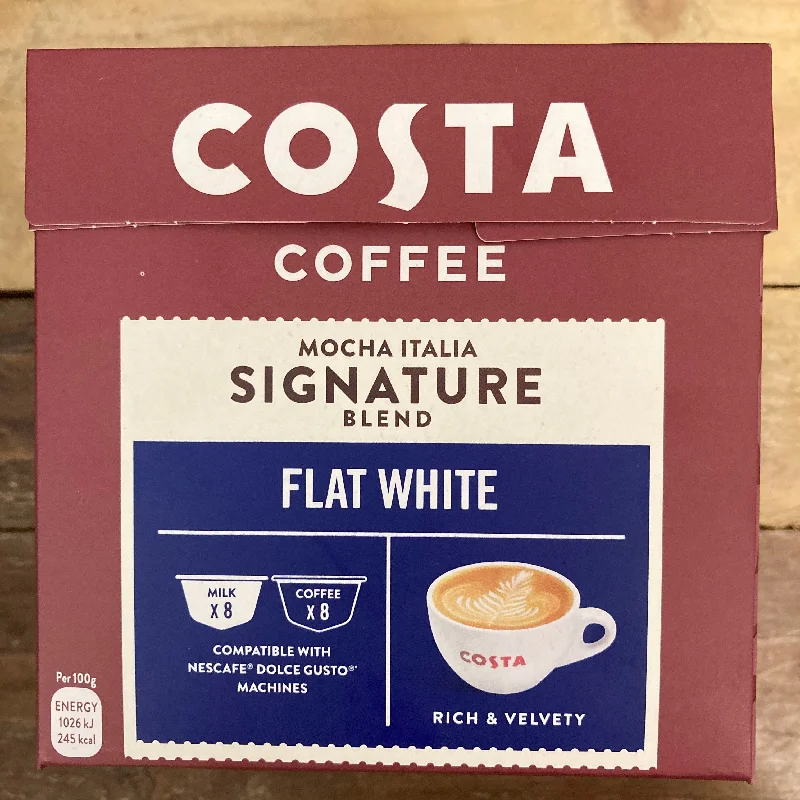 COSTA
COFFEE
MOCHA ITALIA
SIGNATURE
BLEND
FLAT WHITE
MILK
X 8
COFFEE
X 8
COMPATIBLE WITH
NESCAFE® DOLCE GUSTO®*
MACHINES
COSTA
RICH & VELVETY
Per 100g
ENERGY
1026 kJ
245 kcal